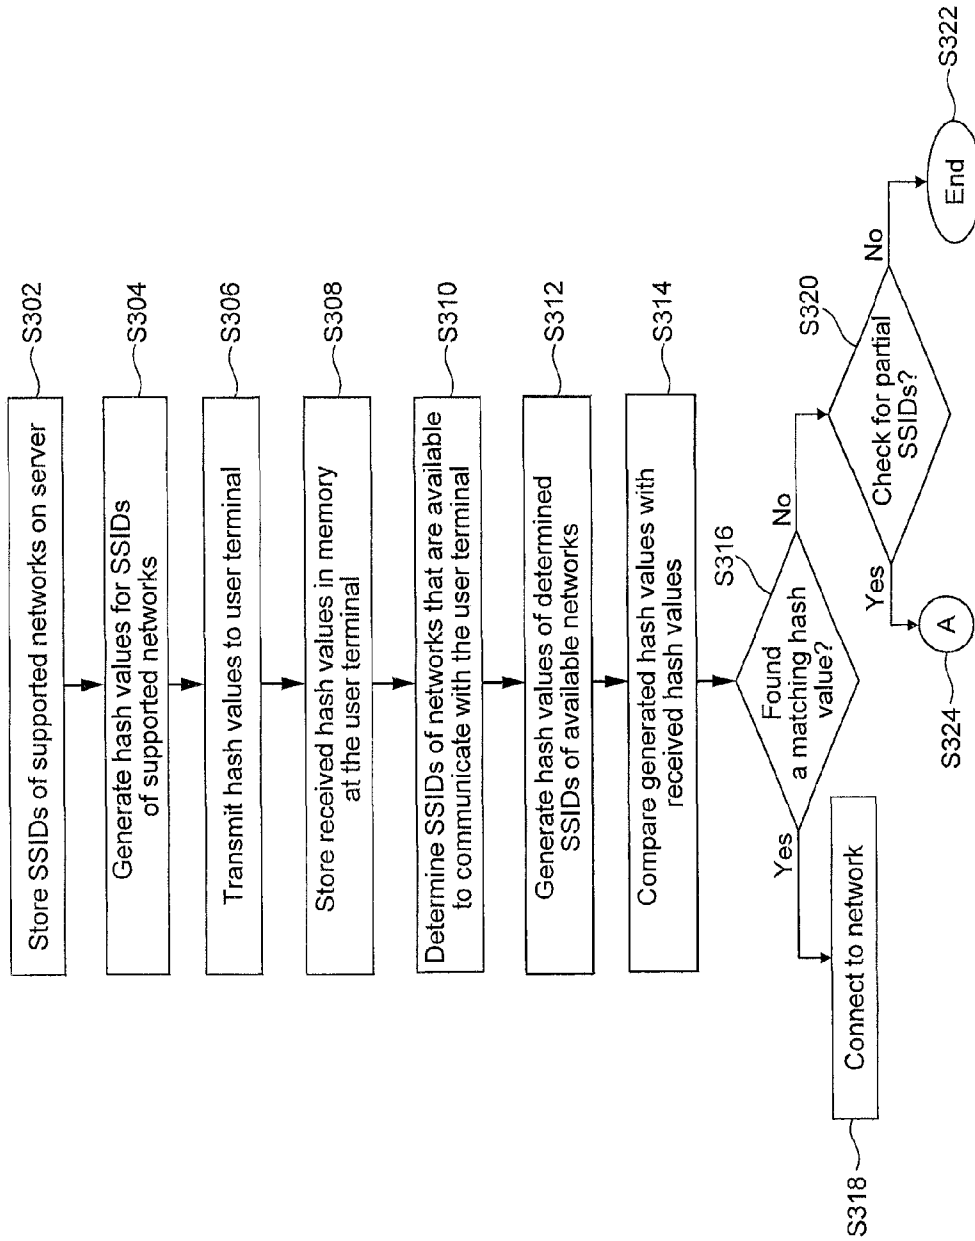 Store SSIDs of supported networks on server
S302
Generate hash values for SSIDs
of supported networks
S304
Transmit hash values to user terminal
S306
Store received hash values in memory
at the user terminal
S308
Determine SSIDs of networks that are available
to communicate with the user terminal
S310
Generate hash values of determined
SSIDs of available networks
S312
Compare generated hash values with
received hash values
S314
Found
a matching hash
value?
S316
Yes
No
Connect to network
S318
Check for partial
SSIDs?
S320
Yes
No
A
S324
End
S322